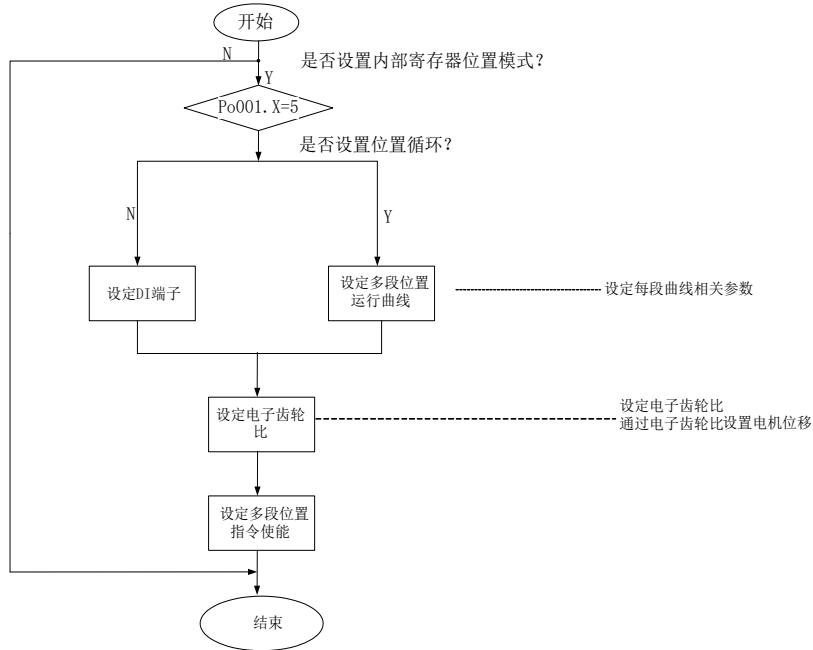 开始
N
是否设置内部寄存器位置模式？
Y
Po001.X=5
是否设置位置循环？
N
Y
设定DI端子
设定多段位置
运行曲线
设定每段曲线相关参数
设定电子齿轮
比
设定电子齿轮比
通过电子齿轮比设置电机位移
设定多段位置
指令使能
结束